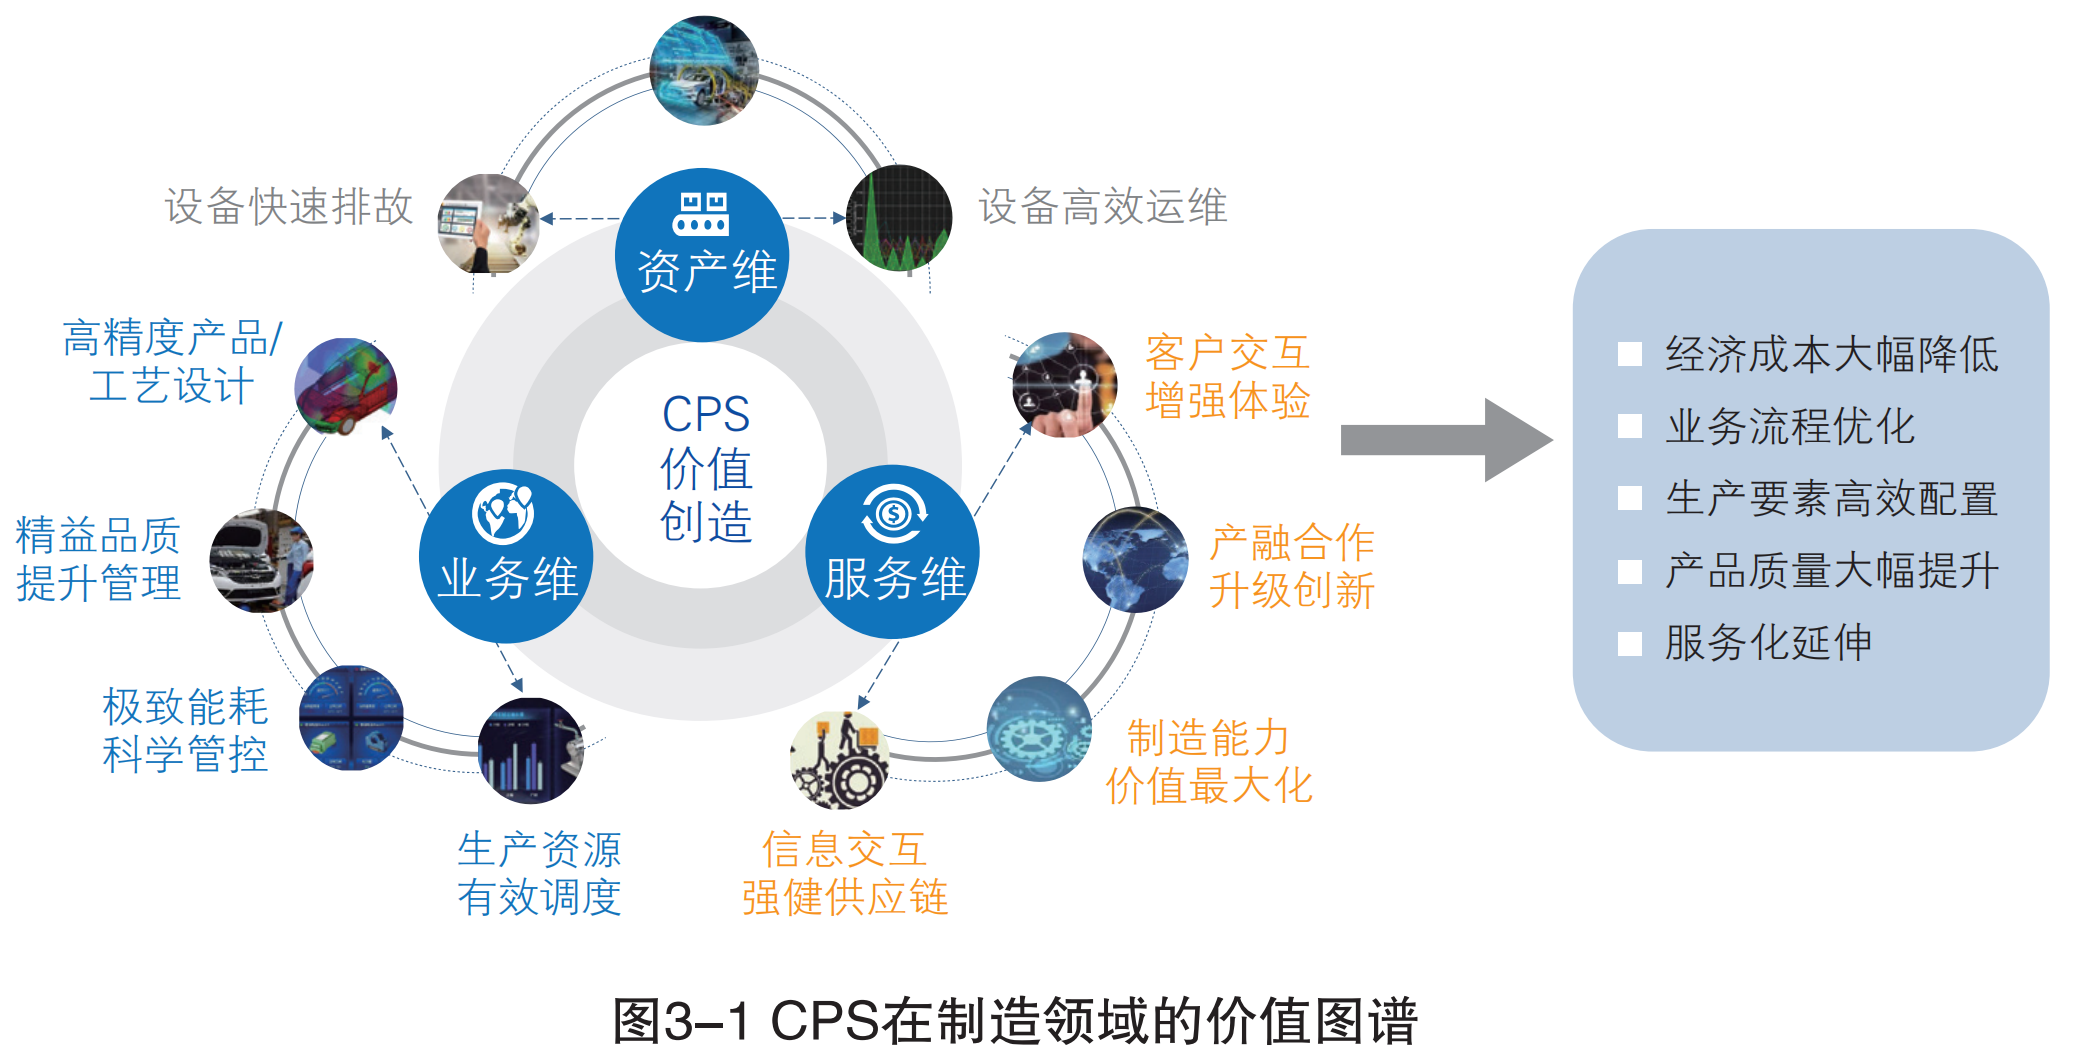 设备快速排故
设备高效运维
资产维
高精度产品/
工艺设计
精益品质
提升管理
极致能耗
科学管控
生产资源
有效调度
业务维
CPS
价值
创造
服务维
客户交互
增强体验
产融合作
升级创新
制造能力
价值最大化
信息交互
强健供应链
经济成本大幅降低
业务流程优化
生产要素高效配置
产品质量大幅提升
服务化延伸
图3-1 CPS在制造领域的价值图谱